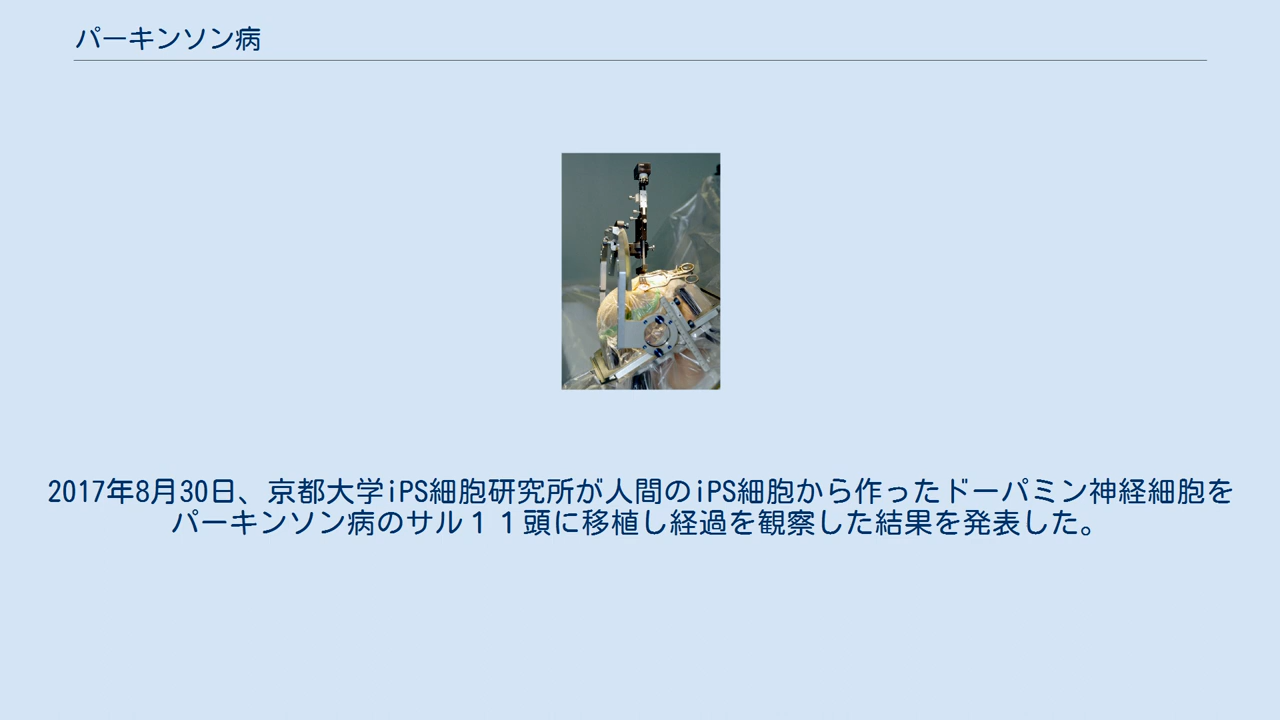 パーキンソン病
2017年8月30日、京都大学iPS細胞研究所が人間のiPS細胞から作ったドーパミン神経細胞を
パーキンソン病のサル１１頭に移植し経過を観察した結果を発表した。